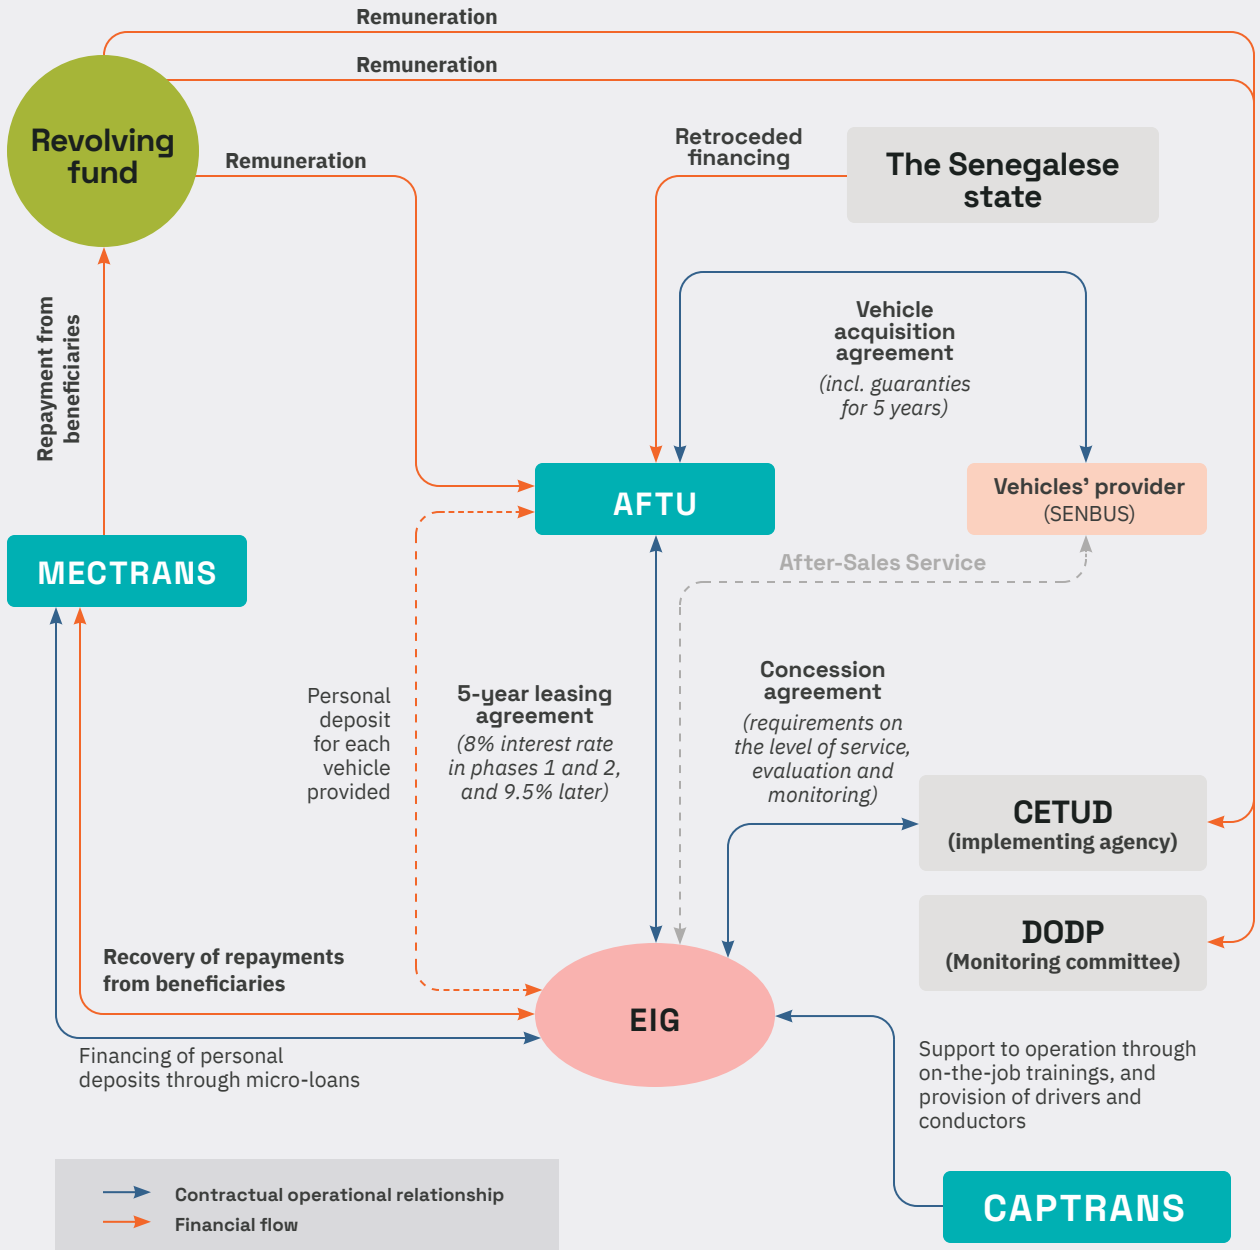 Remuneration
Remuneration
Revolving
fund
Remuneration
Retroceded
financing
The Senegalese
state
Repayment from
beneficiaries
Vehicle
acquisition
agreement
(incl. guaranties
for 5 years)
AFTU
Vehicles' provider
(SENBUS)
MECTRANS
After-Sales Service
Personal
deposit
for each
vehicle
provided
5-year leasing
agreement
(8% interest rate
in phases 1 and 2,
and 9.5% later)
Concession
agreement
(requirements on
the level of service,
evaluation and
monitoring)
CETUD
(implementing agency)
DODP
(Monitoring committee)
Recovery of repayments
from beneficiaries
EIG
Financing of personal
deposits through micro-loans
Support to operation through
on-the-job trainings, and
provision of drivers and
conductors
CAPTRANS
Contractual operational relationship
Financial flow